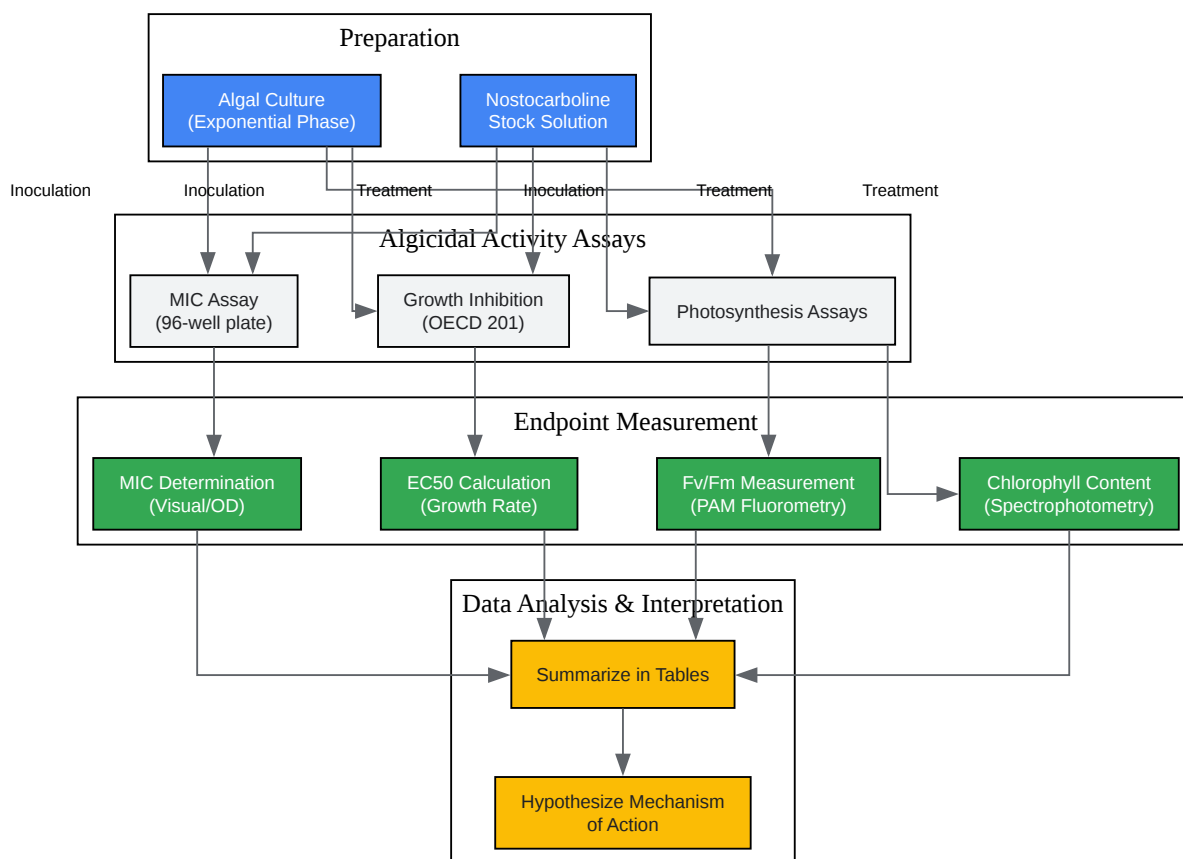 Preparation
Algal Culture
(Exponential Phase)
Nostocarboline
Stock Solution
Inoculation
Inoculation
Treatment
Inoculation
Treatment
Treatment
Algicidal Activity Assays
MIC Assay
(96-well plate)
Growth Inhibition
(OECD 201)
Photosynthesis Assays
Endpoint Measurement
MIC Determination
(Visual/OD)
EC50 Calculation
(Growth Rate)
Fv/Fm Measurement
(PAM Fluorometry)
Chlorophyll Content
(Spectrophotometry)
Data Analysis & Interpretation
Summarize in Tables
Hypothesize Mechanism
of Action